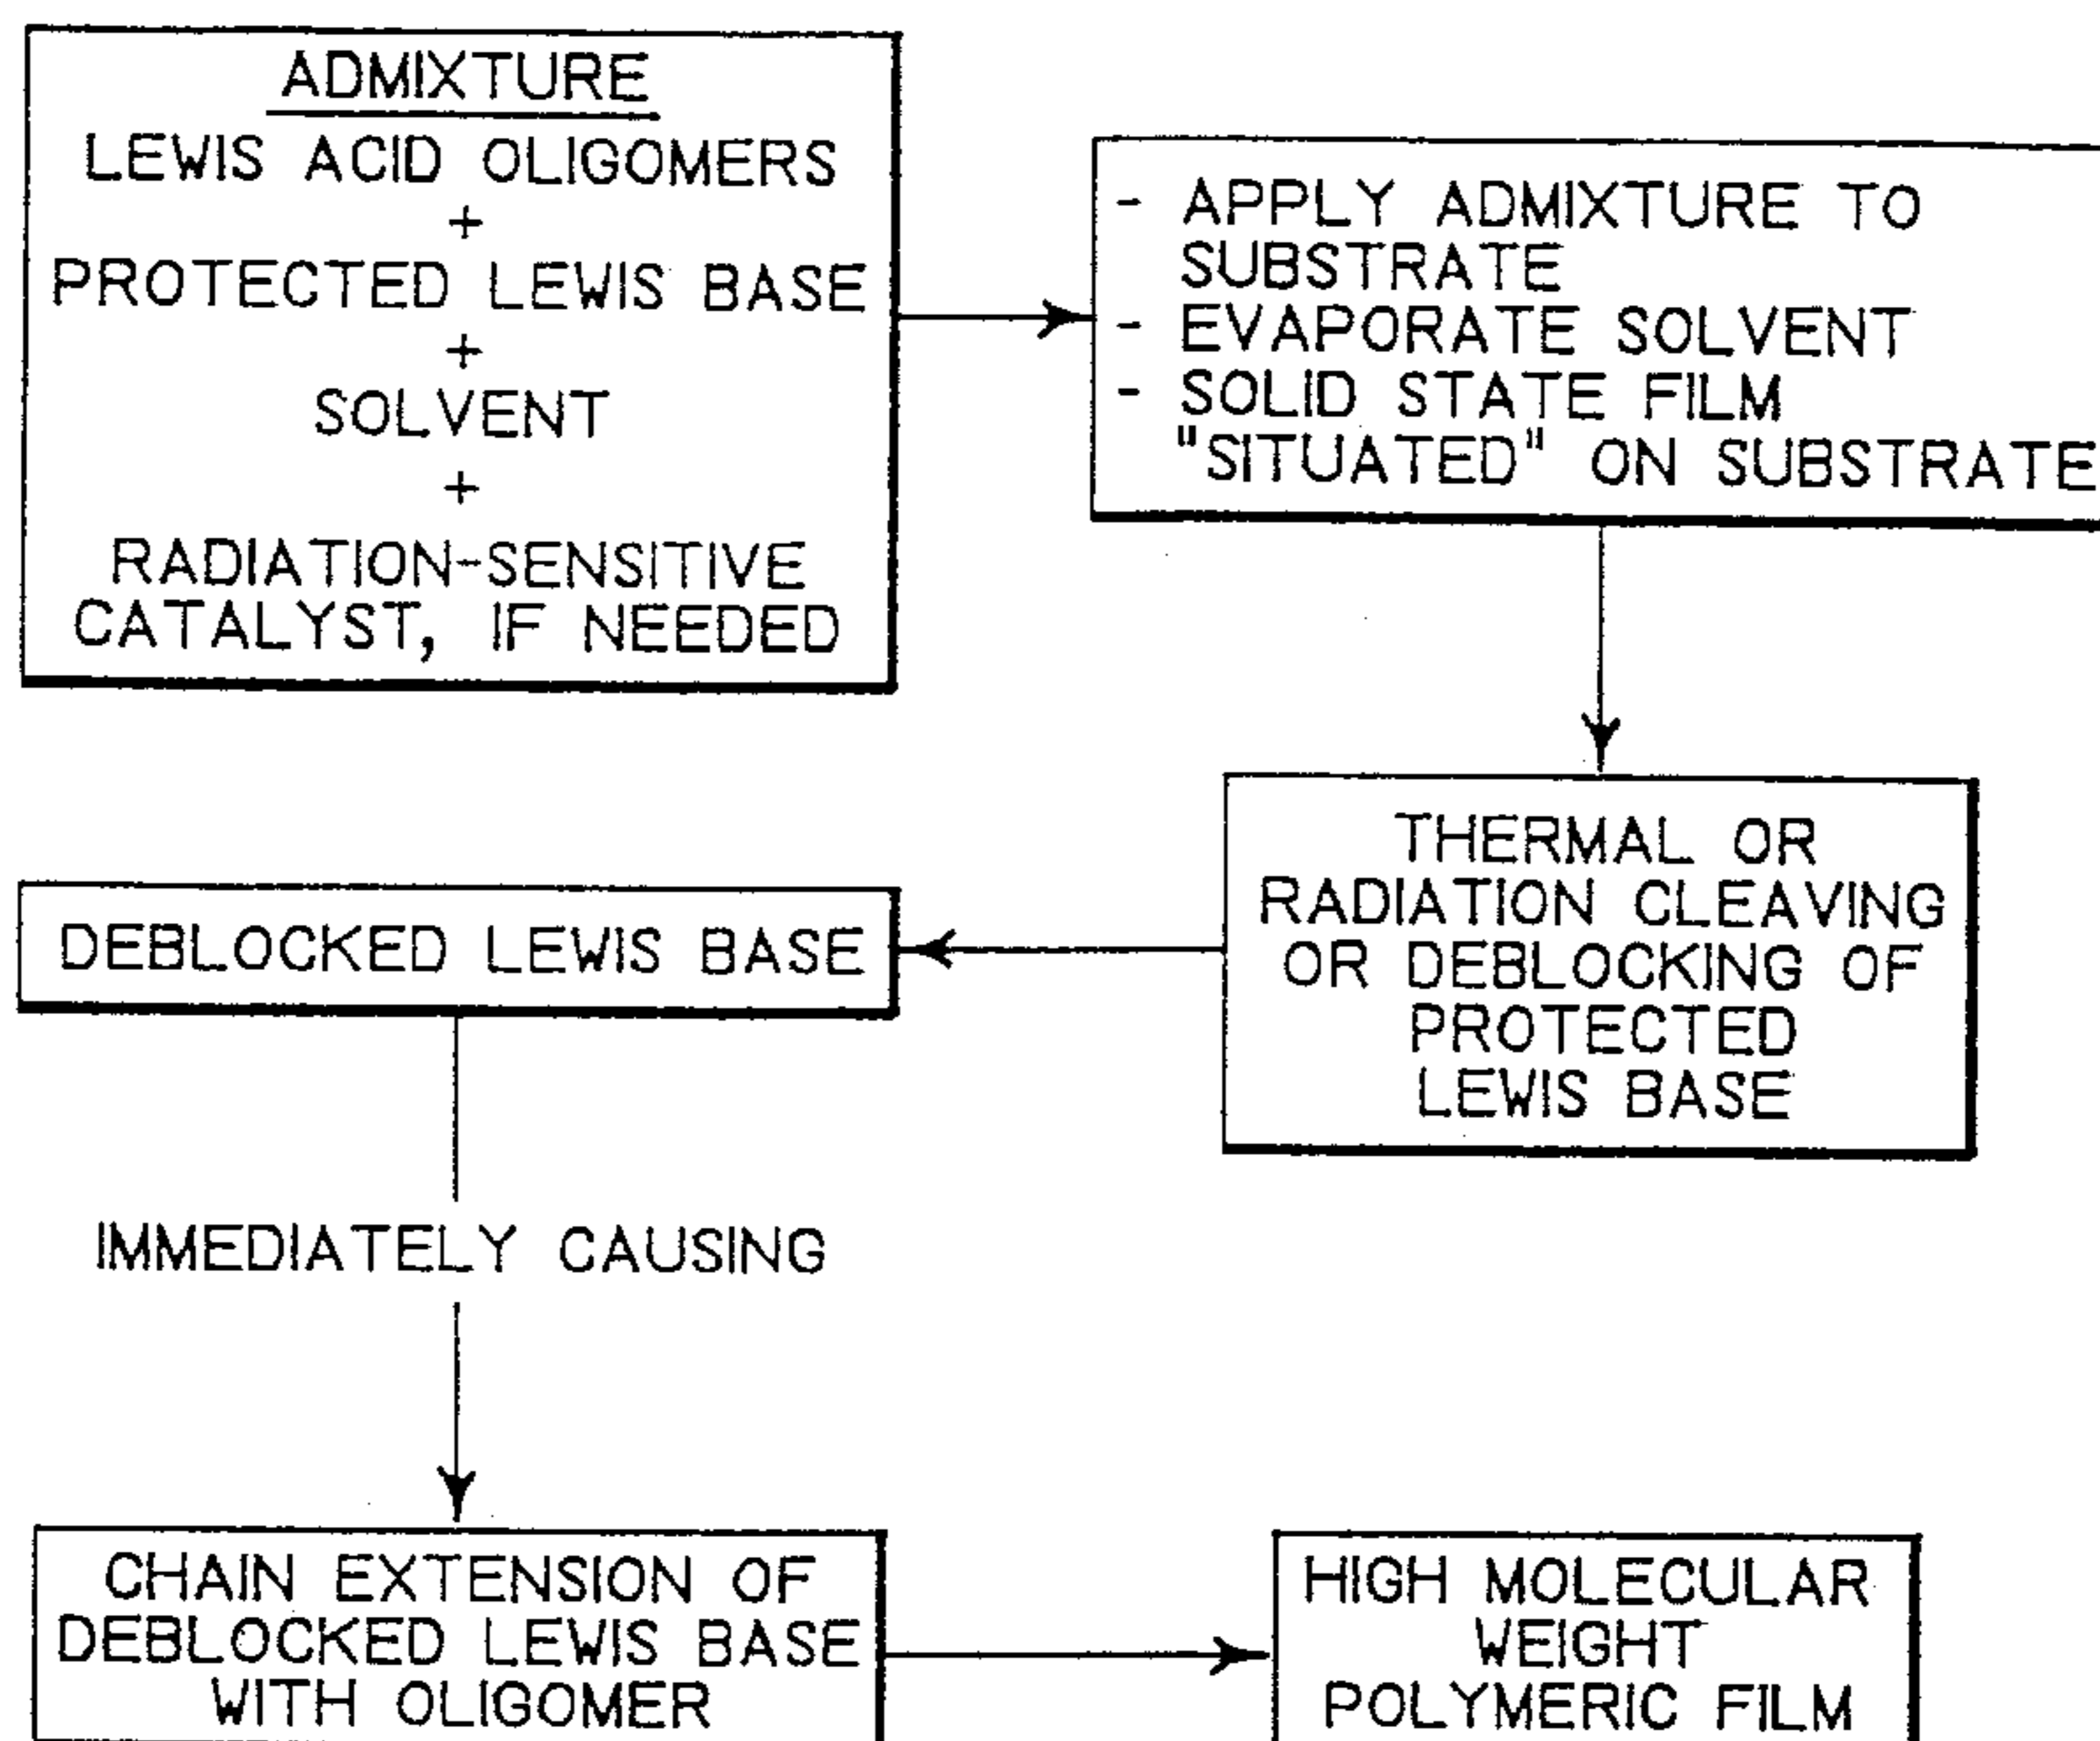 ADMIXTURE
LEWIS ACID OLIGOMERS
+
PROTECTED LEWIS BASE
+
SOLVENT
+
RADIATION-SENSITIVE
CATALYST, IF NEEDED
- APPLY ADMIXTURE TO
SUBSTRATE
- EVAPORATE SOLVENT
- SOLID STATE FILM
"SITUATED" ON SUBSTRATE
THERMAL OR
RADIATION CLEAVING
OR DEBLOCKING OF
PROTECTED
LEWIS BASE
DEBLOCKED LEWIS BASE
IMMEDIATELY CAUSING
CHAIN EXTENSION OF
DEBLOCKED LEWIS BASE
WITH OLIGOMER
HIGH MOLECULAR
WEIGHT
POLYMERIC FILM